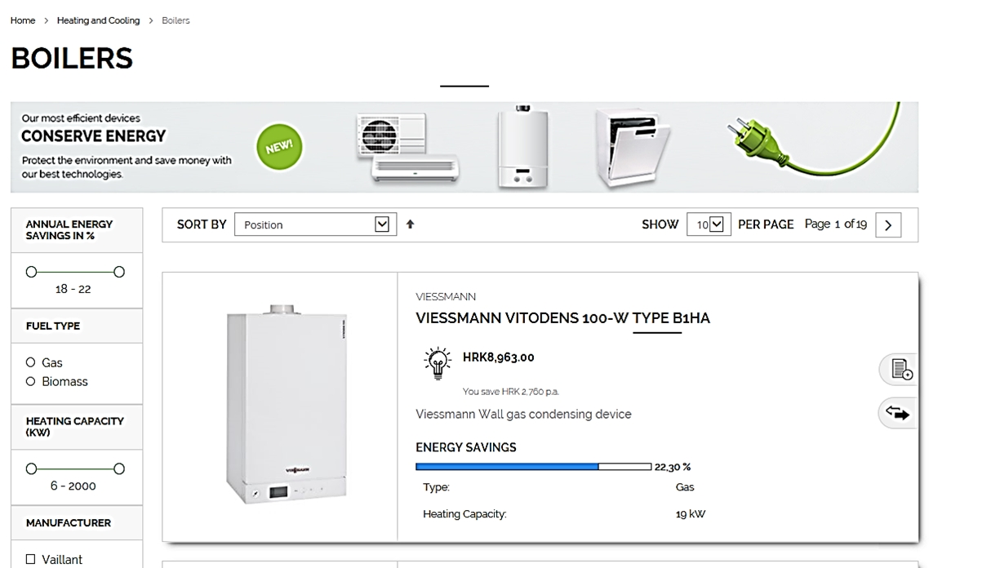 Home > Heating and Cooling > Boilers
BOILERS
Our most efficient devices
CONSERVE ENERGY
Protect the environment and save money with
our best technologies.
NEW!
ANNUAL ENERGY
SAVINGS IN %
18 - 22
FUEL TYPE
Gas
Biomass
HEATING CAPACITY
(KW)
6 - 2000
MANUFACTURER
Vaillant
SORT BY Position SHOW 10 PER PAGE Page 1 of 19
VIESSMANN
VIESSMANN VITODENS 100-W TYPE B1HA
HRK8,963.00
You save HRK 2,760 p.a.
Viessmann Wall gas condensing device
ENERGY SAVINGS
22,30 %
Type: Gas
Heating Capacity: 19 kW
VIESSMANN